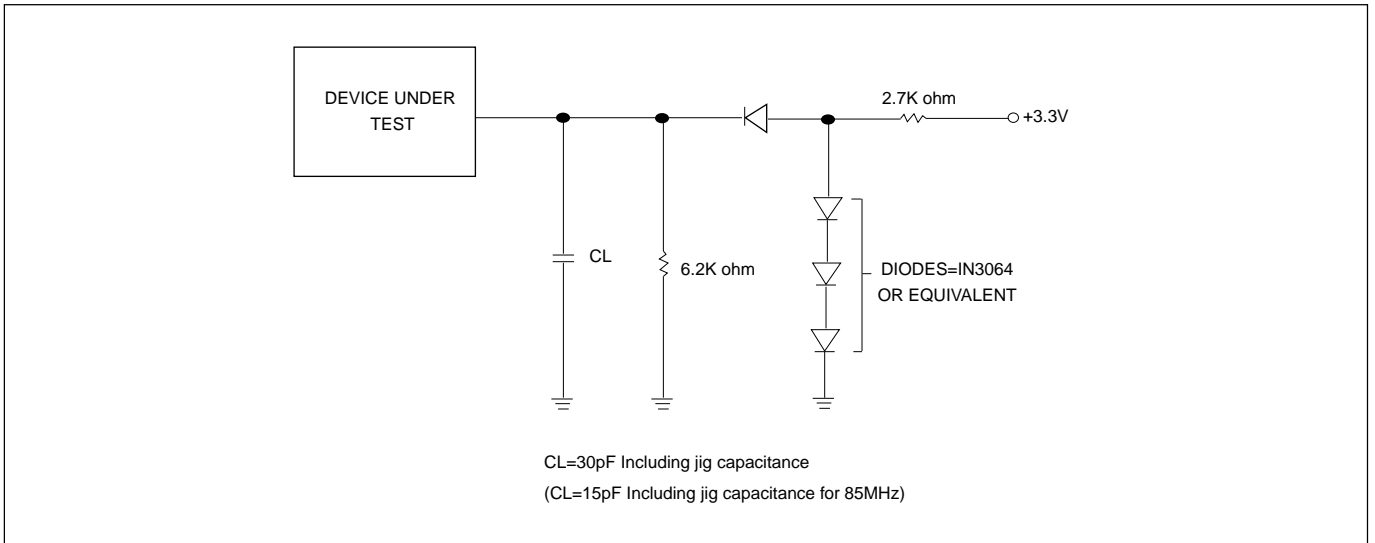 DEVICE UNDER
TEST
2.7K ohm
+3.3V
CL
6.2K ohm
DIODES=IN3064
OR EQUIVALENT
CL=30pF Including jig capacitance
(CL=15pF Including jig capacitance for 85MHz)